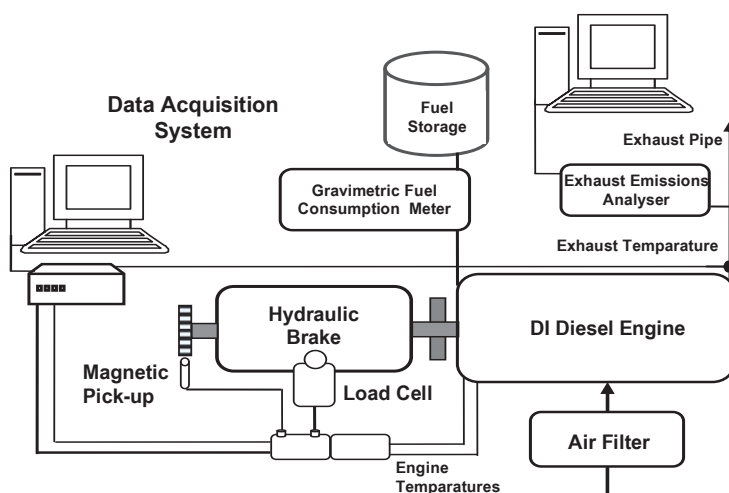 Data Acquisition
System
Fuel
Storage
Exhaust Pipe
Gravimetric Fuel
Consumption Meter
Exhaust Emissions
Analyser
Exhaust Temparature
Hydraulic
Brake
DI Diesel Engine
Magnetic
Pick-up
Load Cell
Air Filter
Engine
Temparatures